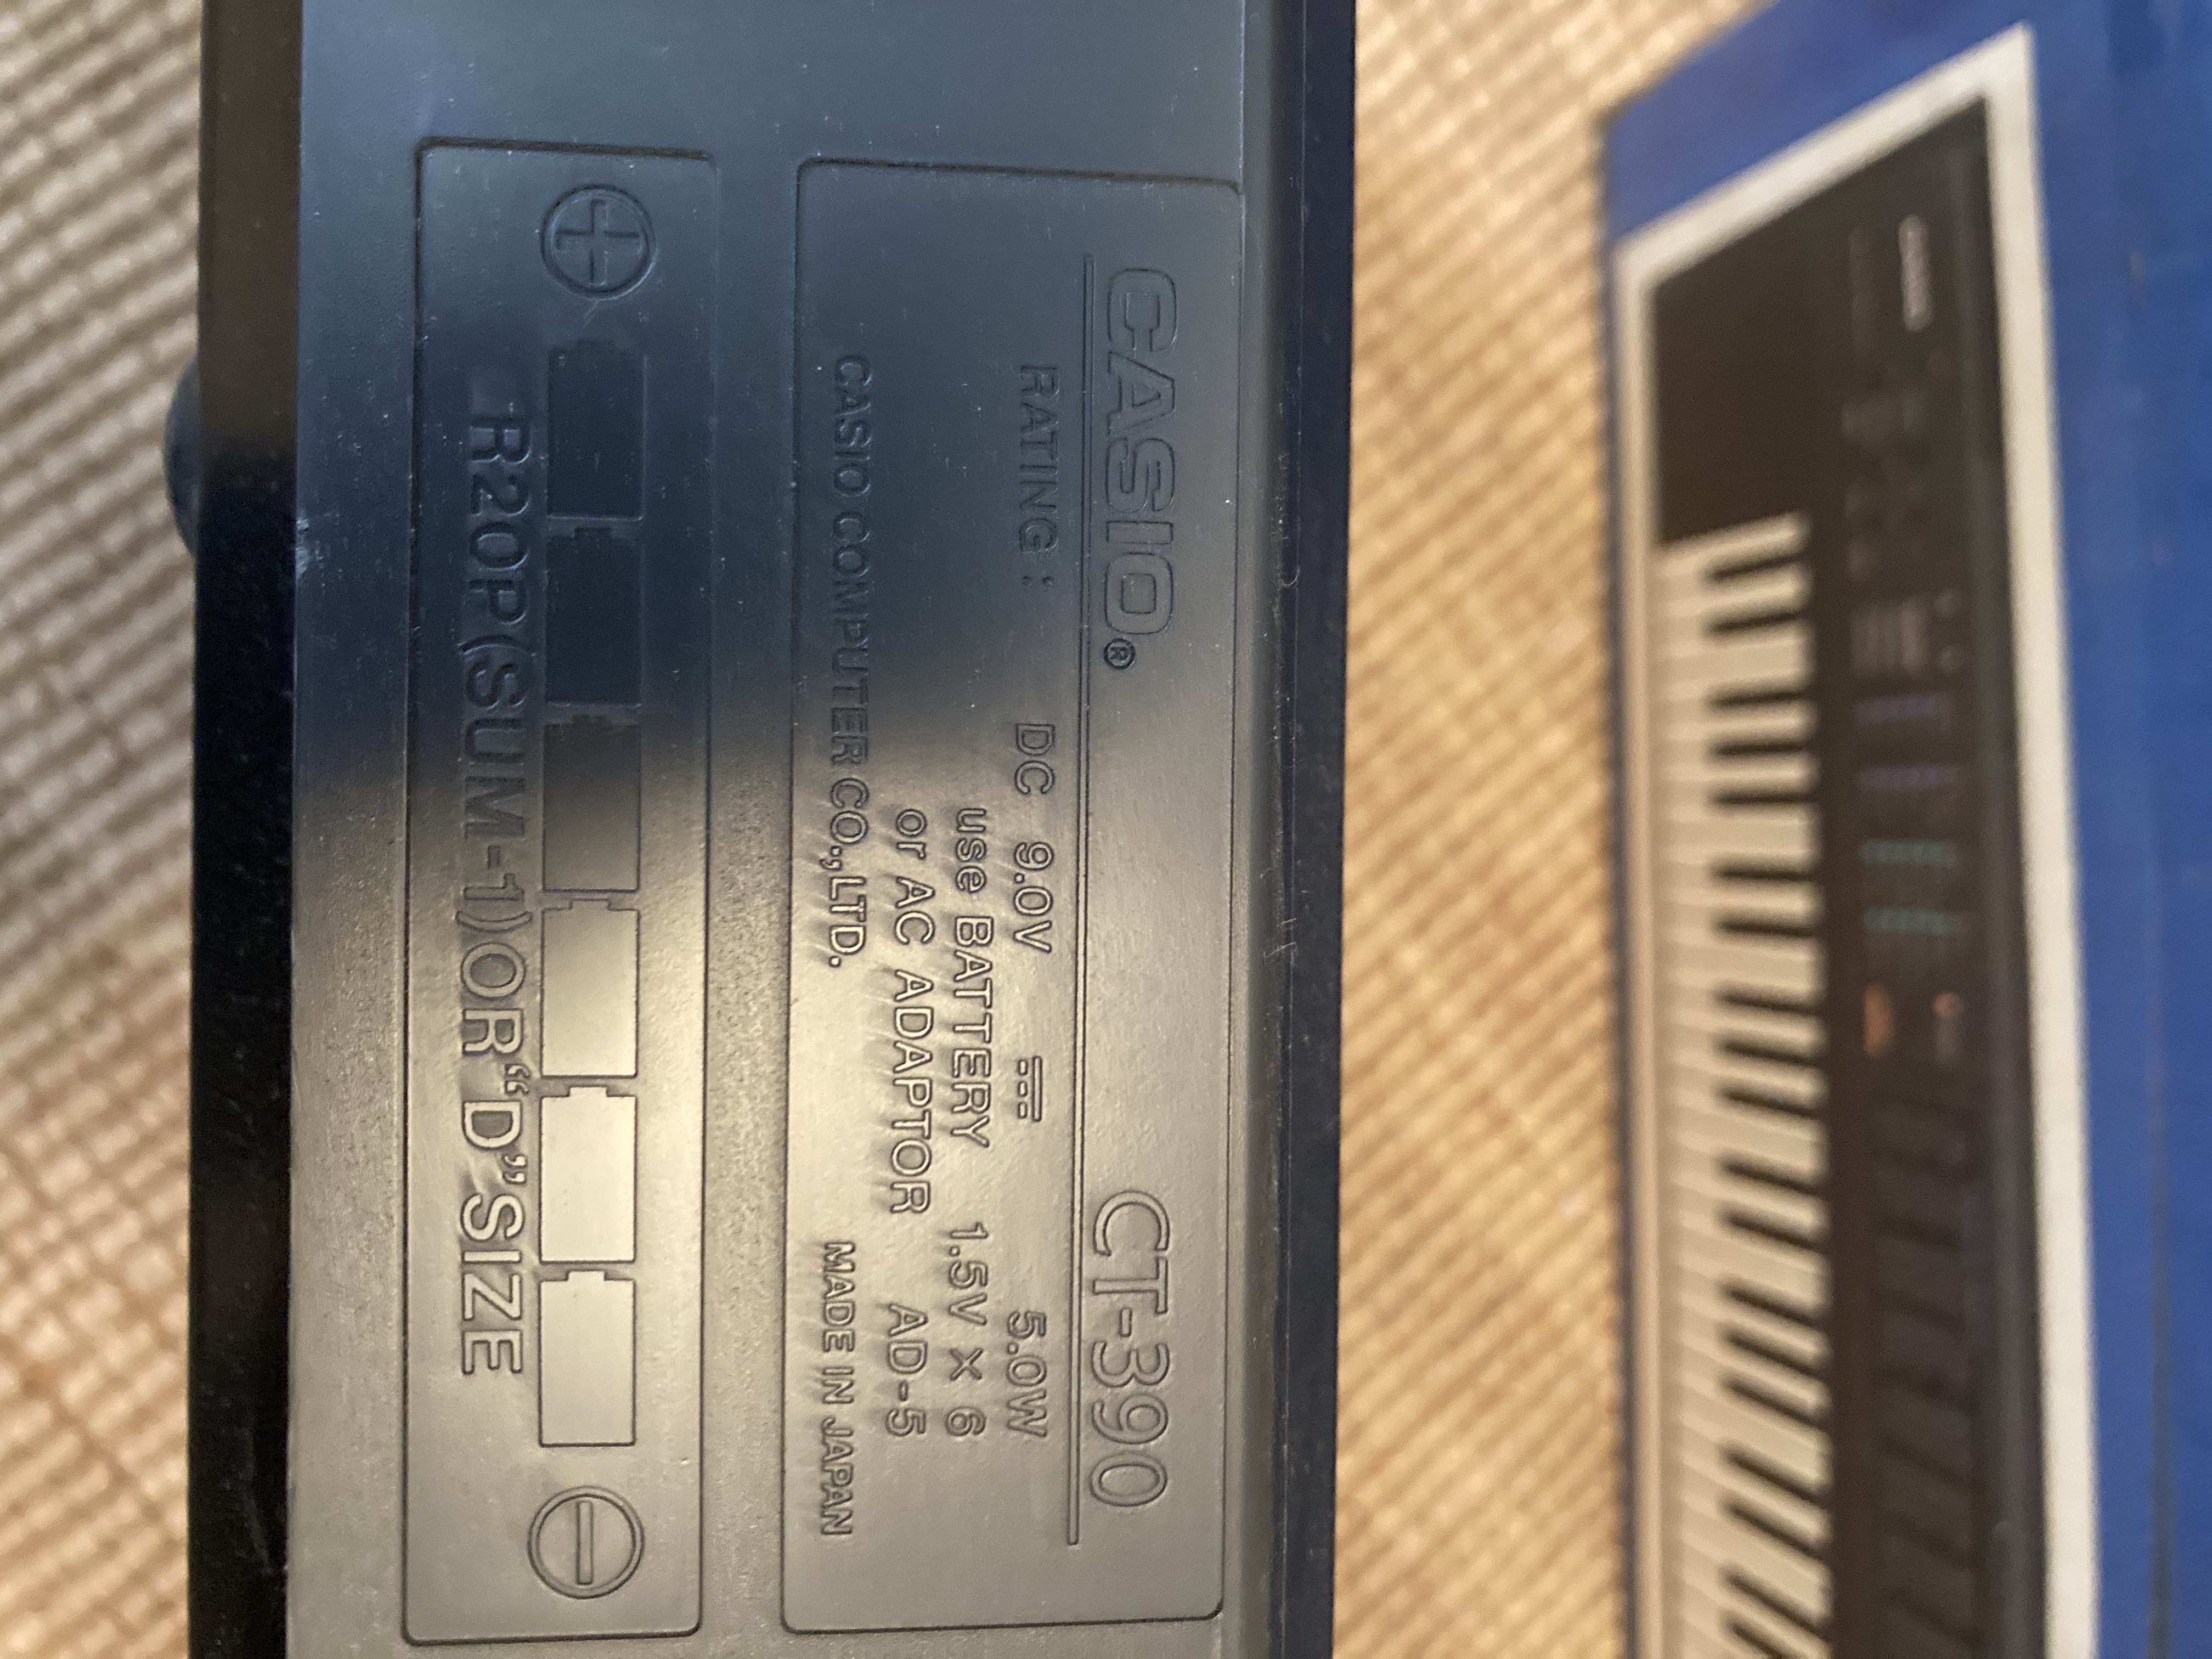 CASIO® CT-390
RATING : DC 9.0V ⎓ 5.0W
use BATTERY 1.5V × 6
or AC ADAPTOR AD-5
CASIO COMPUTER CO.,LTD. MADE IN JAPAN
R20P(SUM-1)OR“D”SIZE